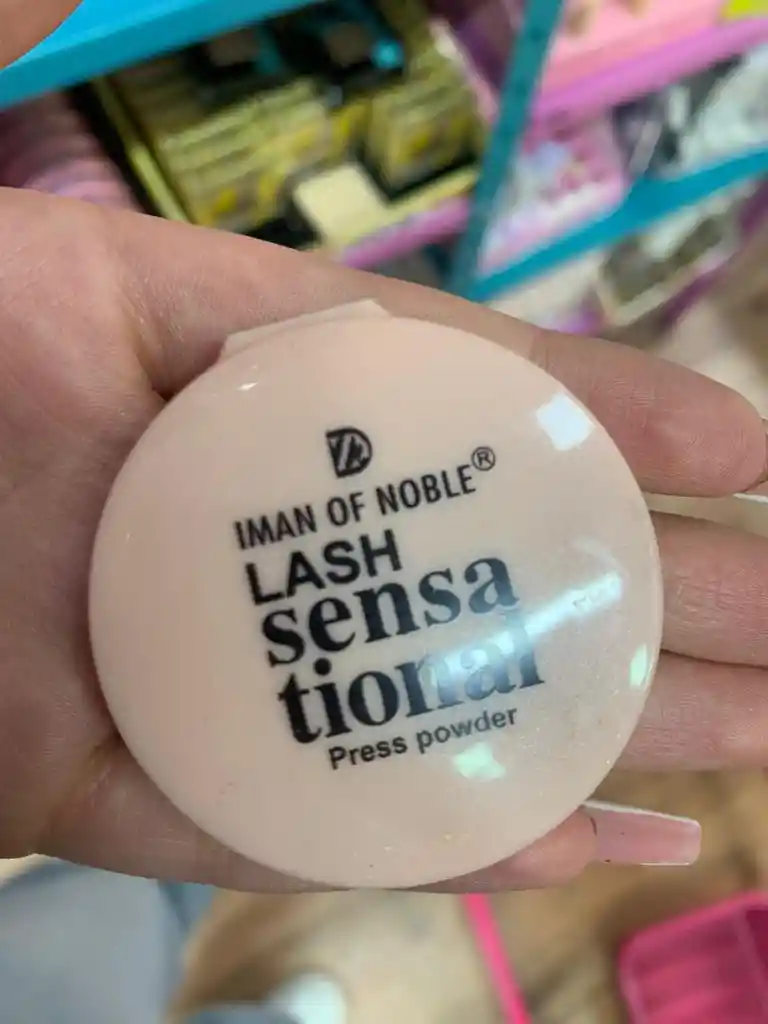 IMAN OF NOBLE®
LASH
sensa
tional
Press powder